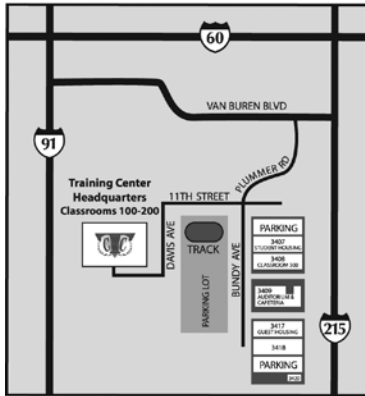 60
VAN BUREN BLVD
91
PLUMMER RD
Training Center
Headquarters
Classrooms 100-200
11TH STREET
DAVIS AVE
TRACK
PARKING LOT
BUNDY AVE
PARKING
3407
STUDENT HOUSING
3408
CLASSROOM 300
3409
AUDITORIUM &
CAFETERIA
3417
GUEST HOUSING
3418
PARKING
215